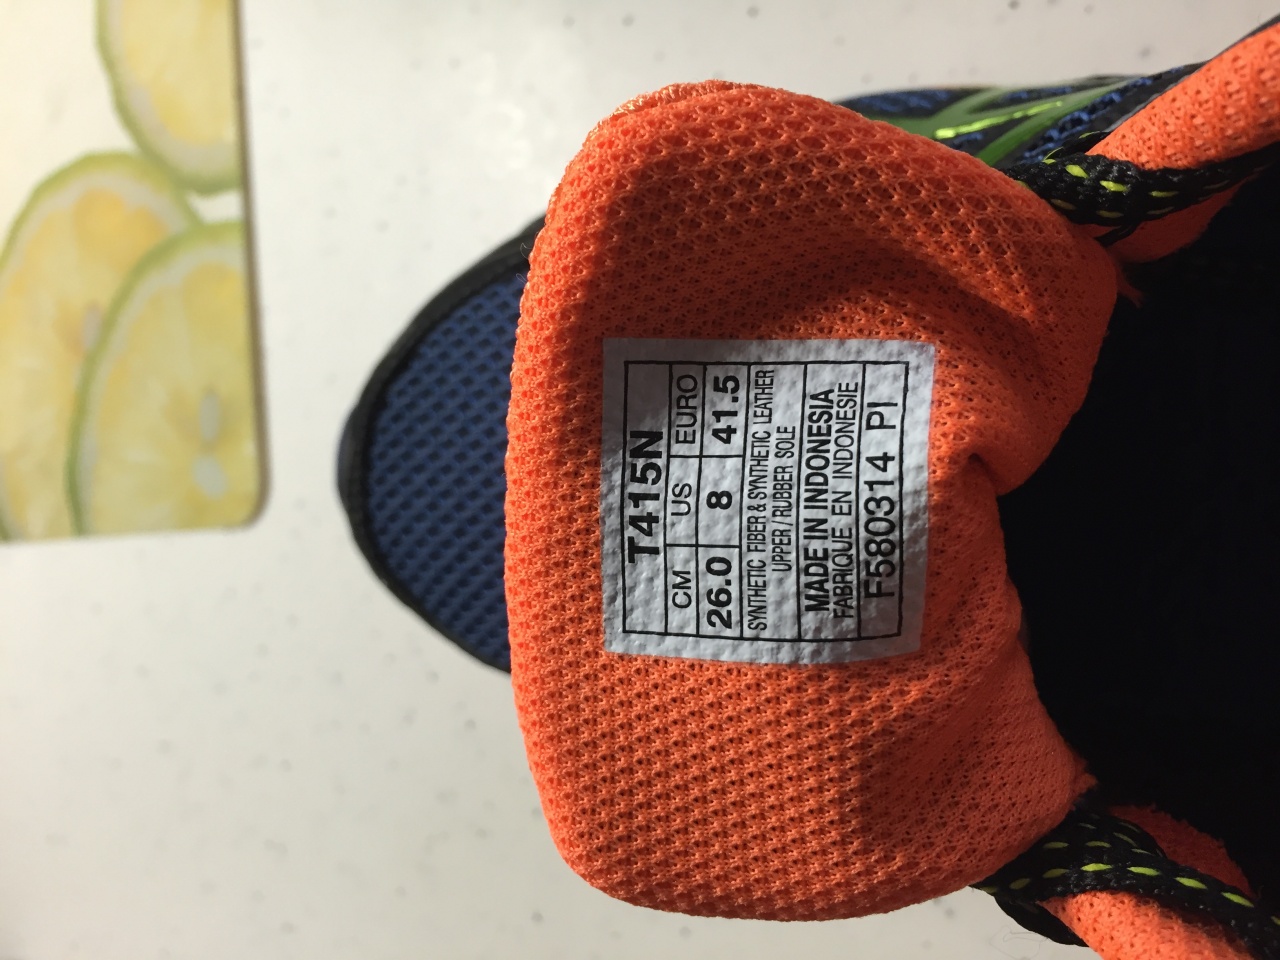 T415N
CM US EURO
26.0 8 41.5
SYNTHETIC FIBER & SYNTHETIC LEATHER
UPPER / RUBBER SOLE
MADE IN INDONESIA
FABRIQUE EN INDONESIE
F580314 PI